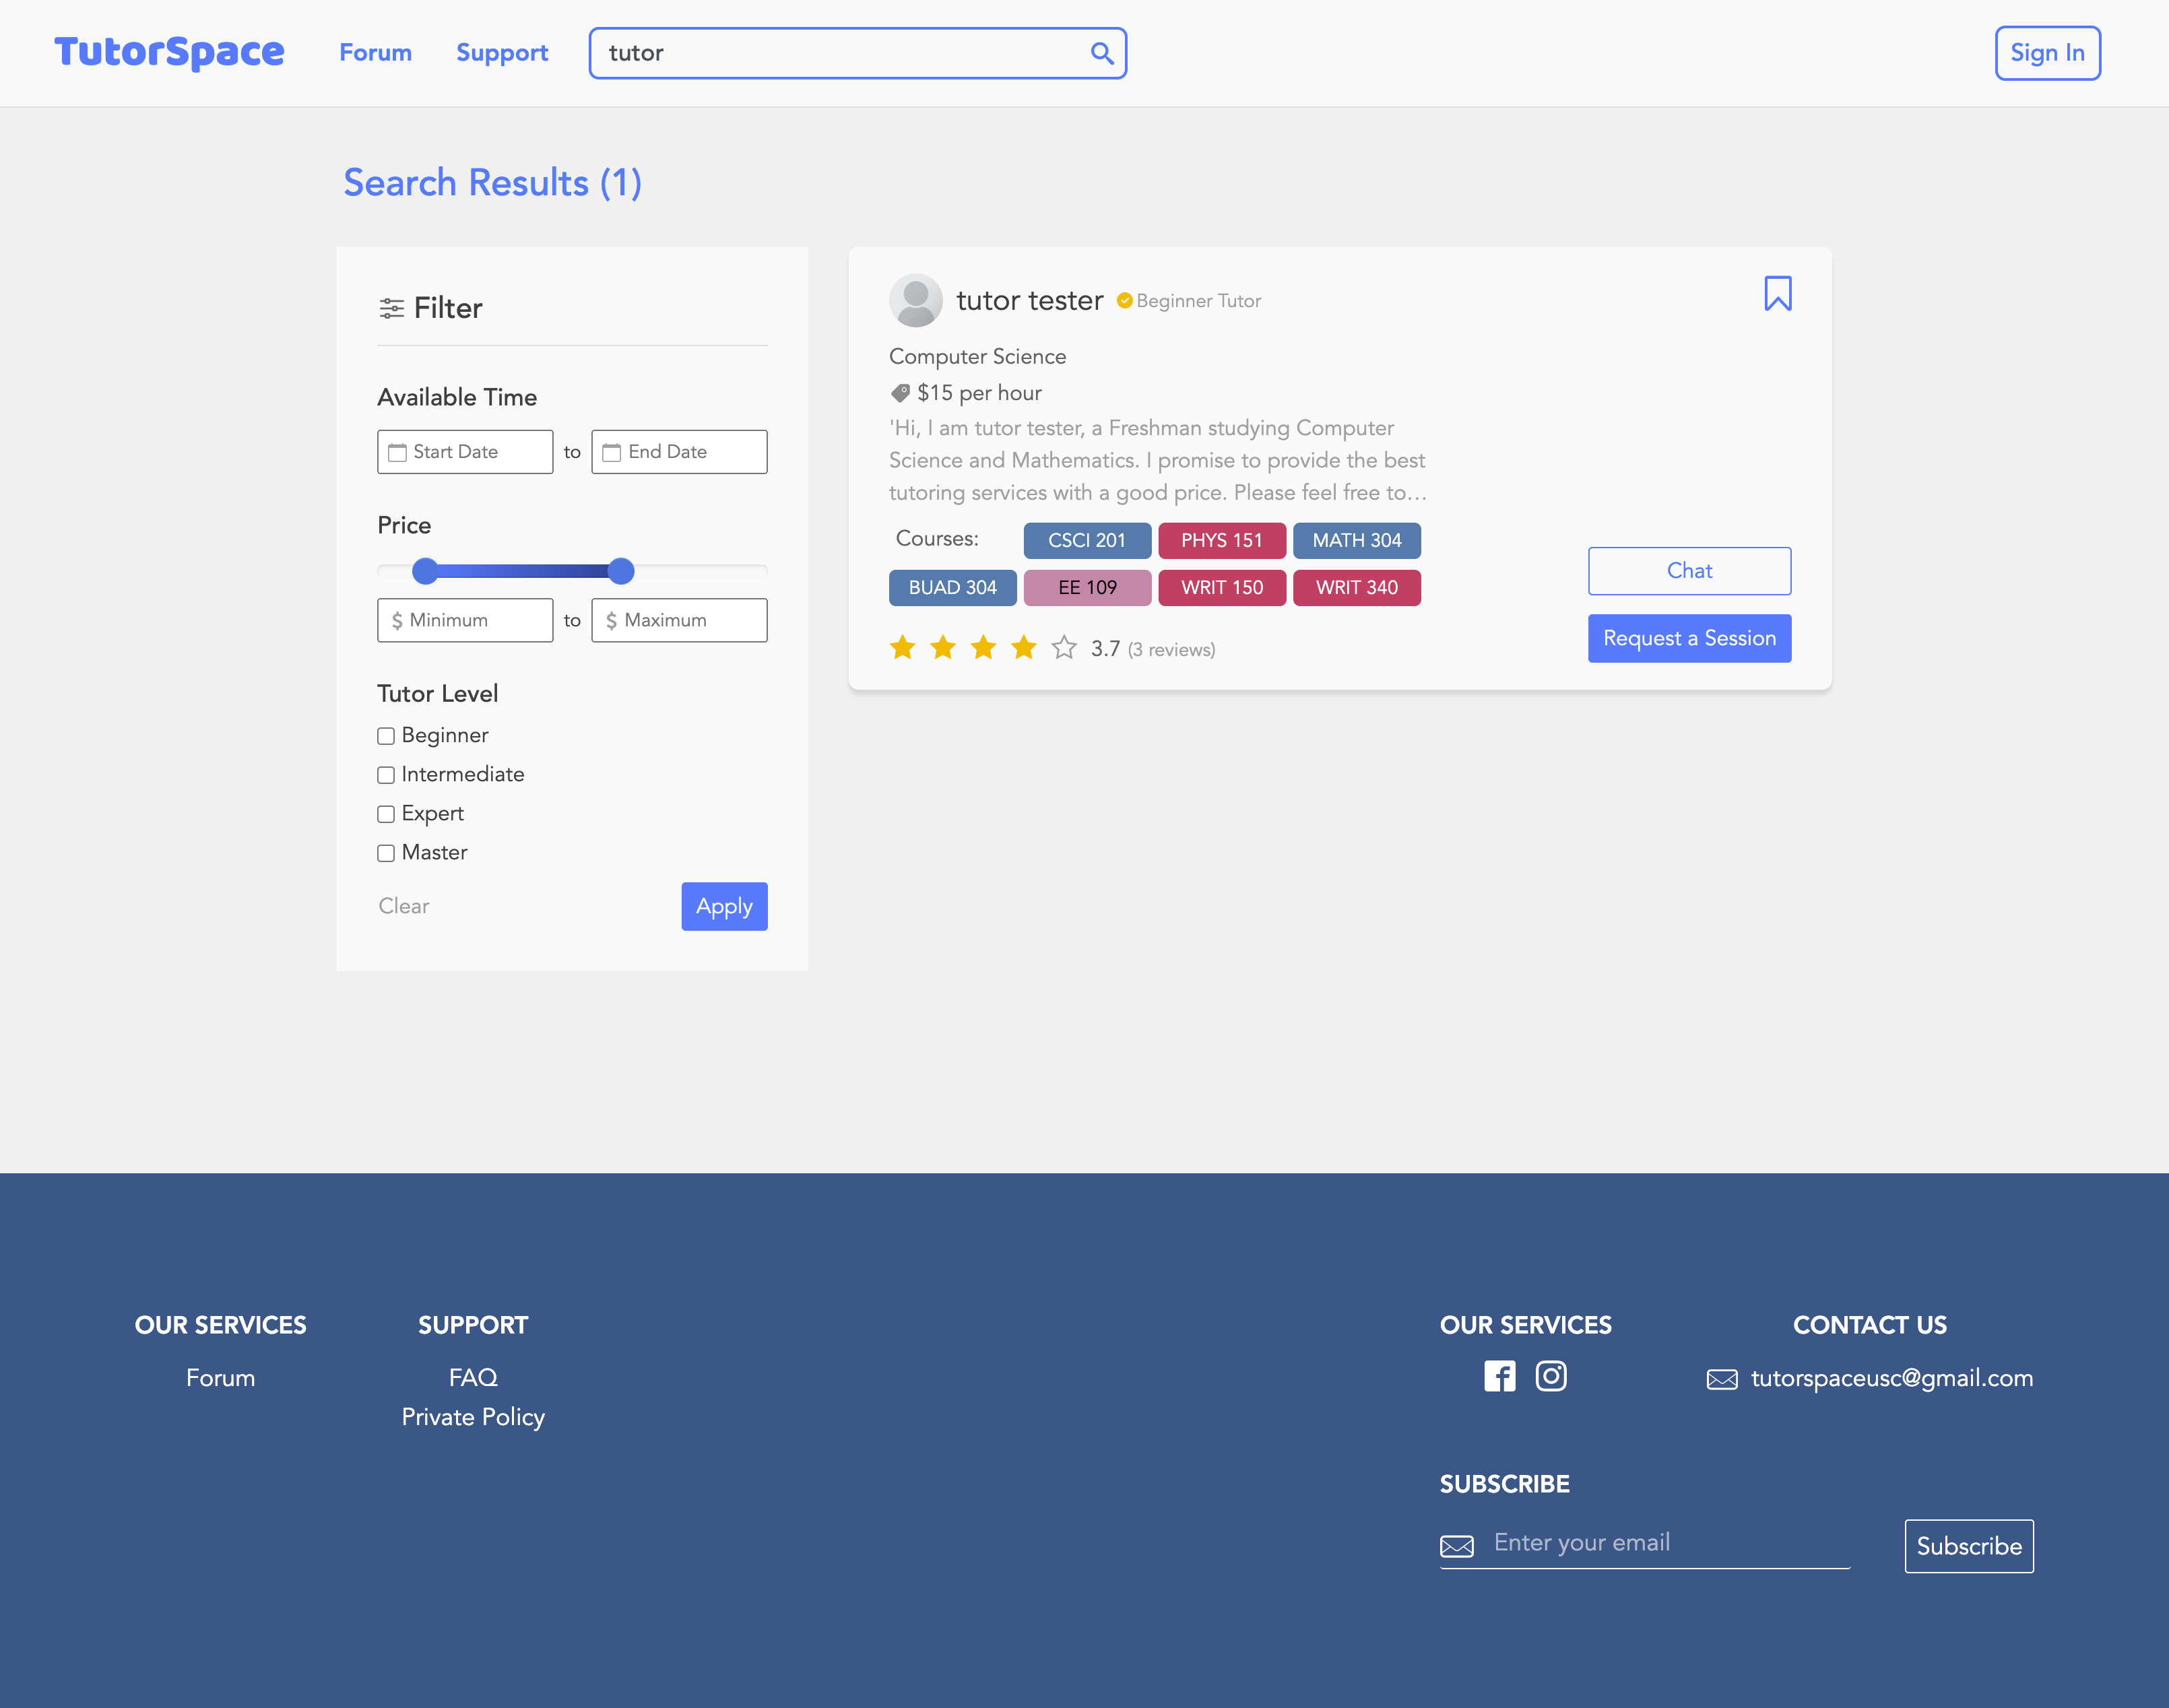 TutorSpace
Forum
Support
tutor
Sign In
Search Results (1)
Filter
Available Time
Start Date to End Date
Price
$ Minimum to $ Maximum
Tutor Level
Beginner
Intermediate
Expert
Master
Clear
Apply
tutor tester Beginner Tutor
Computer Science
$15 per hour
'Hi, I am tutor tester, a Freshman studying Computer
Science and Mathematics. I promise to provide the best
tutoring services with a good price. Please feel free to...
Courses: CSCI 201 PHYS 151 MATH 304
BUAD 304 EE 109 WRIT 150 WRIT 340
3.7 (3 reviews)
Chat
Request a Session
OUR SERVICES
Forum
SUPPORT
FAQ
Private Policy
OUR SERVICES
CONTACT US
tutorspaceusc@gmail.com
SUBSCRIBE
Enter your email
Subscribe